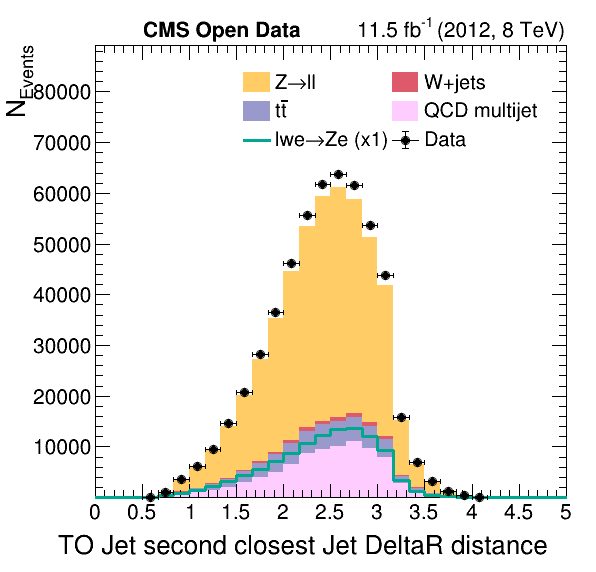 CMS Open Data 11.5 fb⁻¹ (2012, 8 TeV)
N_Events
Z→ll W+jets
tt̄ QCD multijet
lwe→Ze (x1) Data
80000
70000
60000
50000
40000
30000
20000
10000
0 0.5 1 1.5 2 2.5 3 3.5 4 4.5 5
TO Jet second closest Jet DeltaR distance